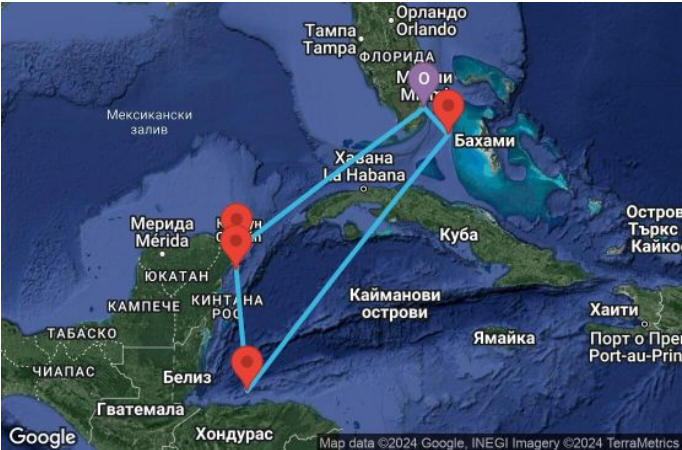 Орландо
Orlando
Тампа
Tampa
ФЛОРИДА
О
Мексикански
залив
Бахами
Хавана
La Habana
Мерида
Mérida
Куба
Остров
Търкс
Кайкос
ЮКАТАН
КАМПЕЧЕ
КИНТАНА
Кайманови
острови
Хаити
ТАБАСКО
Ямайка
Порт о Пре
Port-au-Prin
ЧИАПАС
Белиз
Гватемала
Хондурас
Google
Map data ©2024 Google, INEGI Imagery ©2024 TerraMetrics